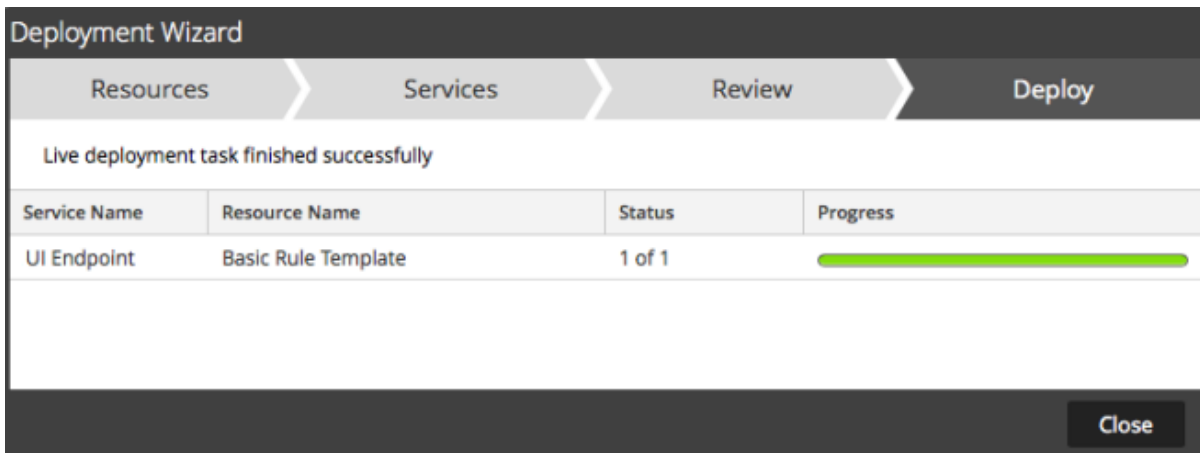 Deployment Wizard
Resources Services Review Deploy
Live deployment task finished successfully
Service Name Resource Name Status Progress
UI Endpoint Basic Rule Template 1 of 1
Close